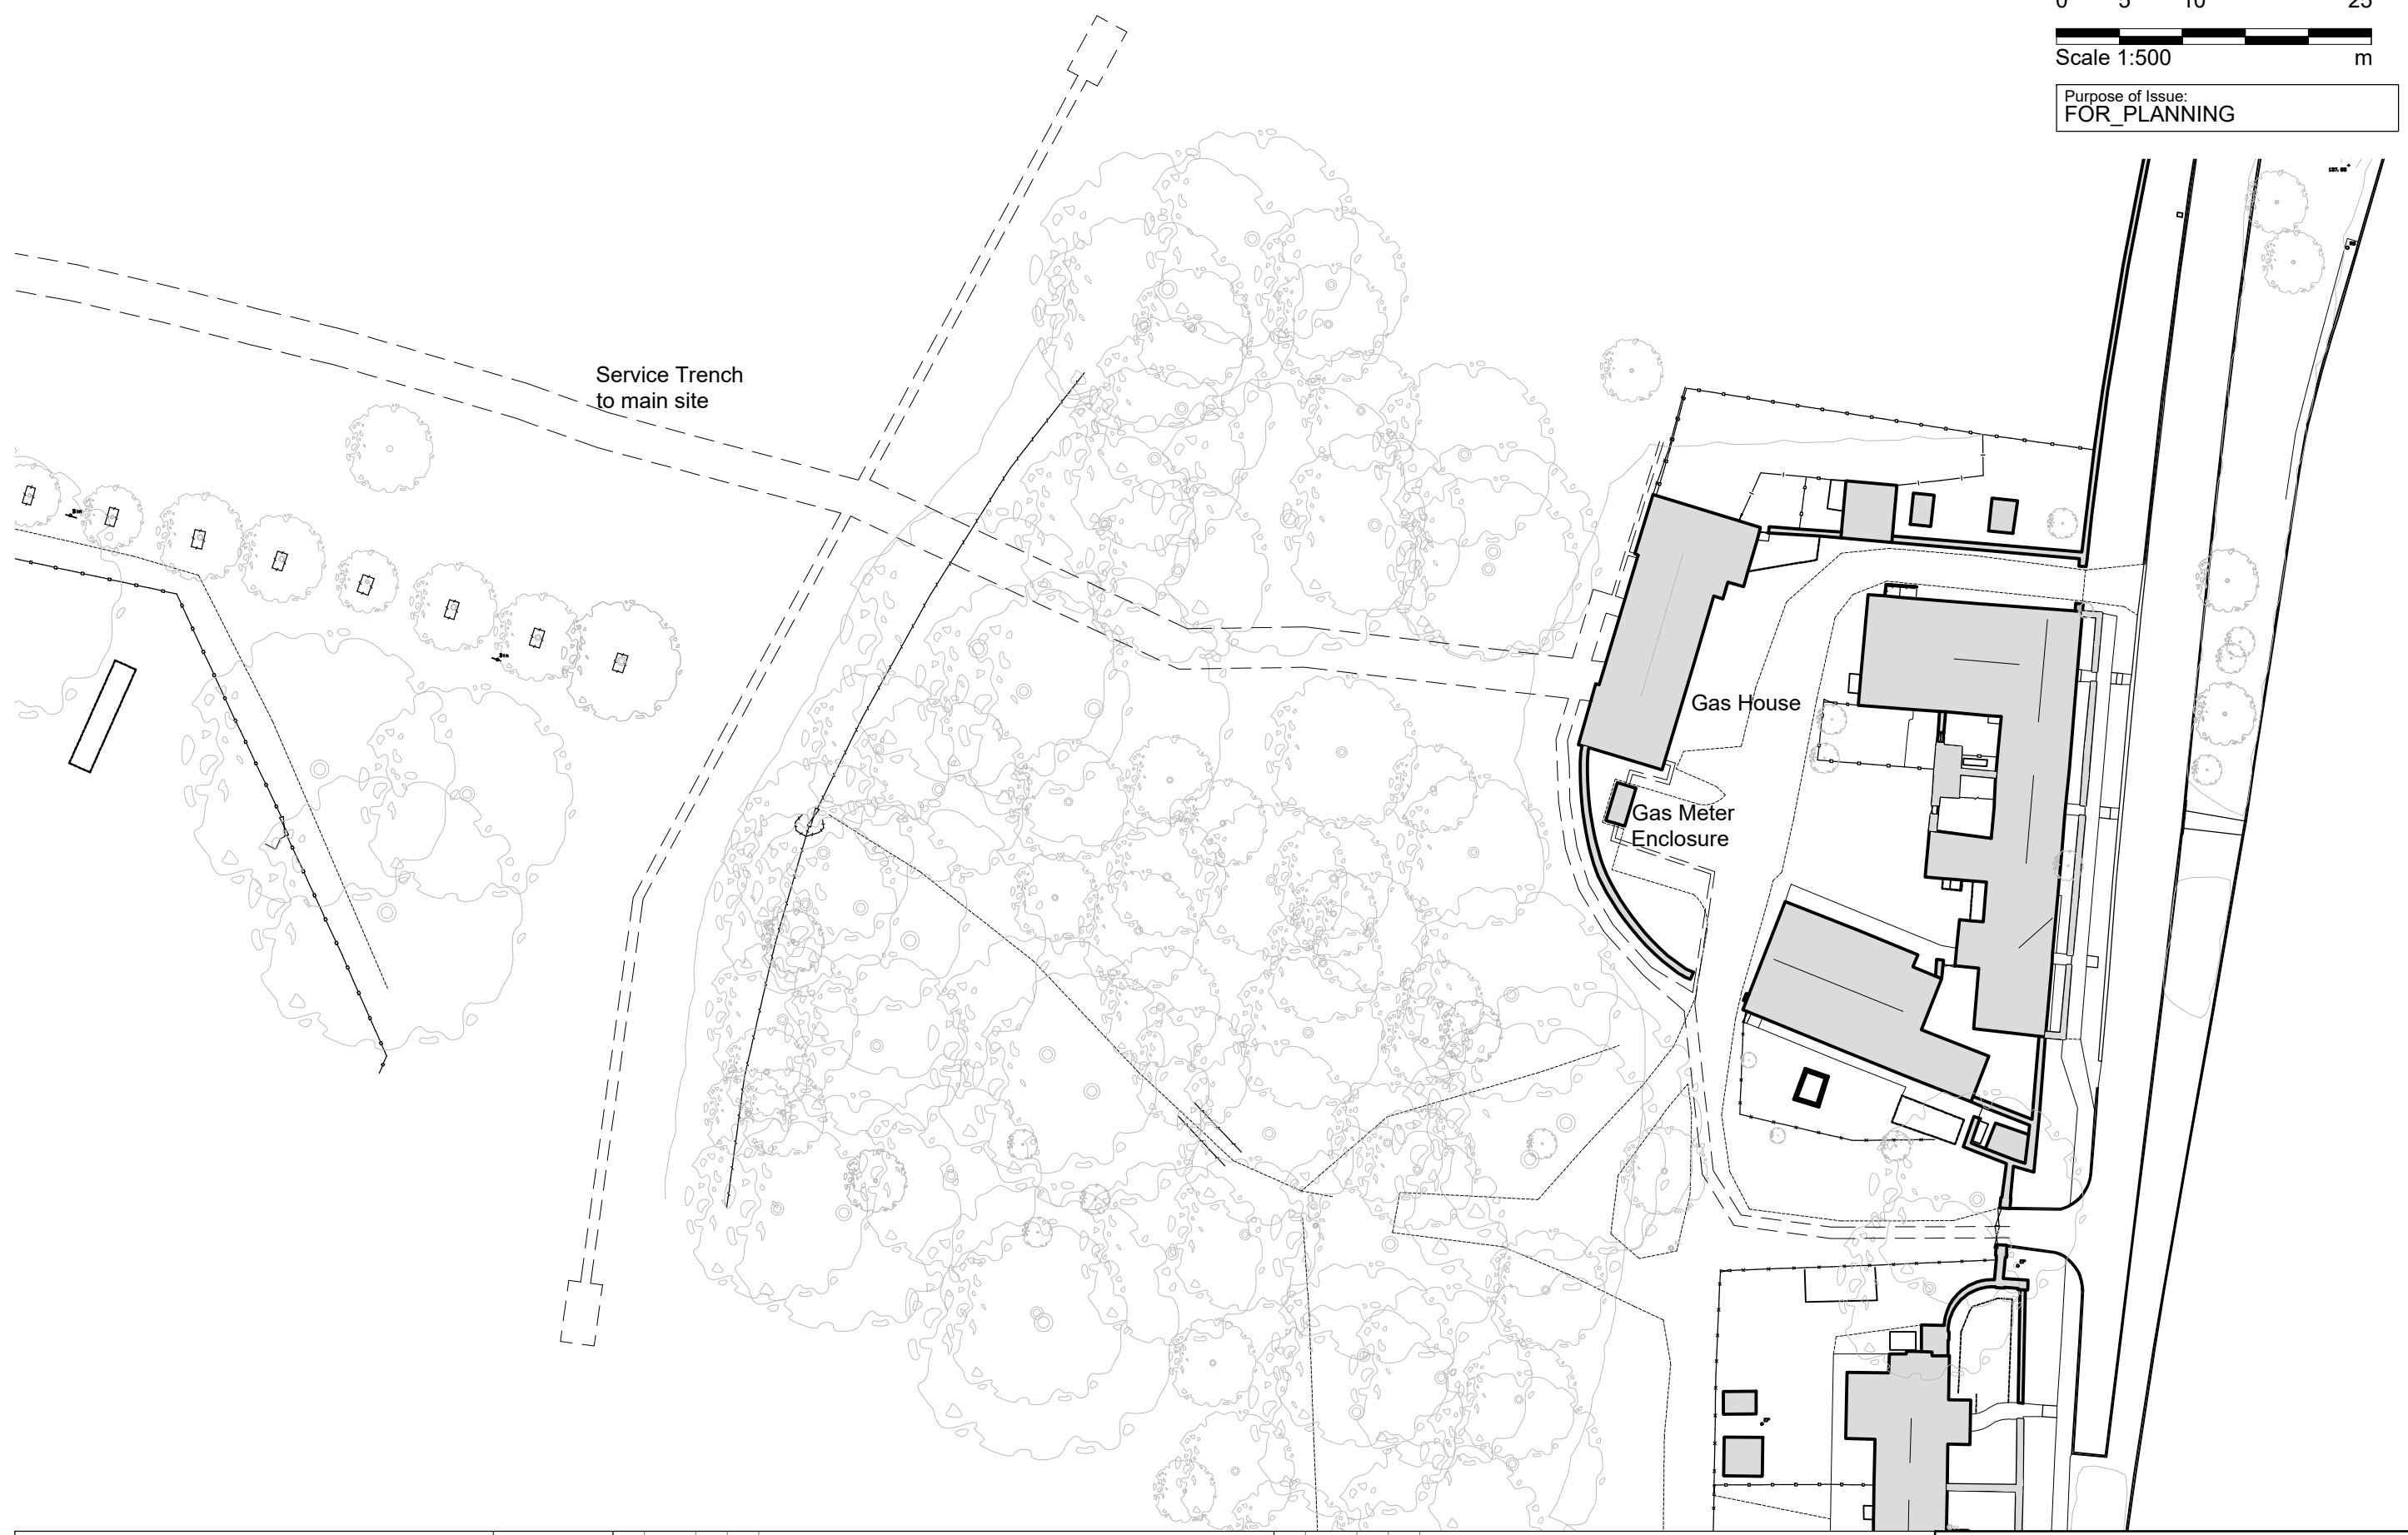 0 5 10 25
Scale 1:500 m
Purpose of Issue:
FOR_PLANNING
Service Trench
to main site
Gas House
Gas Meter
Enclosure